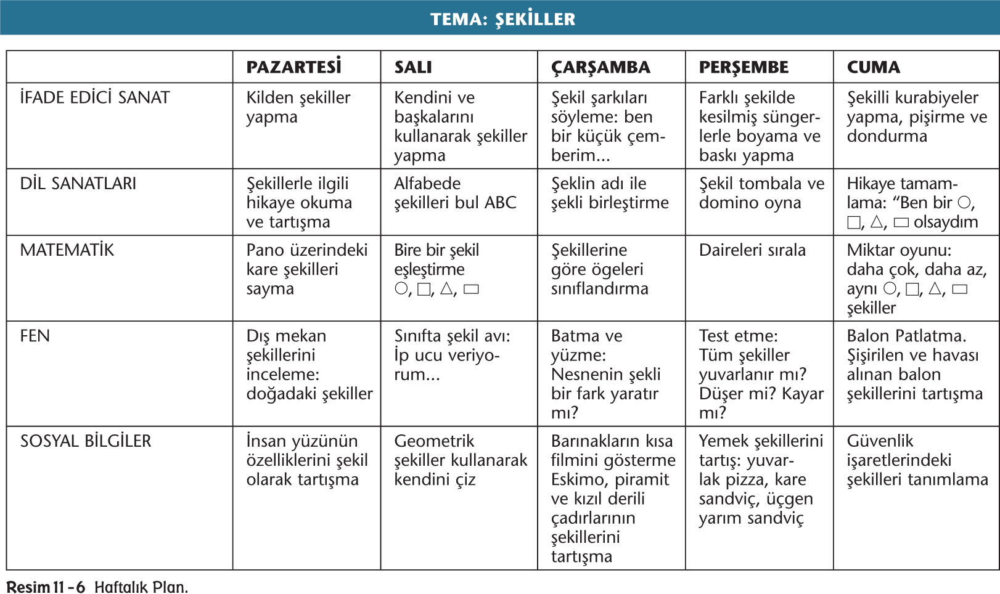 TEMA: ŞEKİLLER
PAZARTESİ SALI ÇARŞAMBA PERŞEMBE CUMA
İFADE EDİCİ SANAT
Kilden şekiller
yapma
Kendini ve
başkalarını
kullanarak şekiller
yapma
Şekil şarkıları
söyleme: ben
bir küçük çem-
berim...
Farklı şekilde
kesilmiş sünger-
lerle boyama ve
baskı yapma
Şekilli kurabiyeler
yapma, pişirme ve
dondurma
DİL SANATLARI
Şekillerle ilgili
hikaye okuma
ve tartışma
Alfabede
şekilleri bul ABC
Şeklin adı ile
şekli birleştirme
Şekil tombala ve
domino oyna
Hikaye tamam-
lama: “Ben bir ○,
□, △, ▭ olsaydım
MATEMATİK
Pano üzerindeki
kare şekilleri
sayma
Bire bir şekil
eşleştirme
○, □, △, ▭
Şekillerine
göre ögeleri
sınıflandırma
Daireleri sırala
Miktar oyunu:
daha çok, daha az,
aynı ○, □, △, ▭
şekiller
FEN
Dış mekan
şekillerini
inceleme:
doğadaki şekiller
Sınıfta şekil avı:
İp ucu veriyo-
rum...
Batma ve
yüzme:
Nesnenin şekli
bir fark yaratır
mı?
Test etme:
Tüm şekiller
yuvarlanır mı?
Düşer mi? Kayar
mı?
Balon Patlatma.
Şişirilen ve havası
alınan balon
şekillerini tartışma
SOSYAL BİLGİLER
İnsan yüzünün
özelliklerini şekil
olarak tartışma
Geometrik
şekiller kullanarak
kendini çiz
Barınakların kısa
filmini gösterme
Eskimo, piramit
ve kızıl derili
çadırlarının
şekillerini
tartışma
Yemek şekillerini
tartış: yuvar-
lak pizza, kare
sandviç, üçgen
yarım sandviç
Güvenlik
işaretlerindeki
şekilleri tanımlama
Resim 11-6 Haftalık Plan.